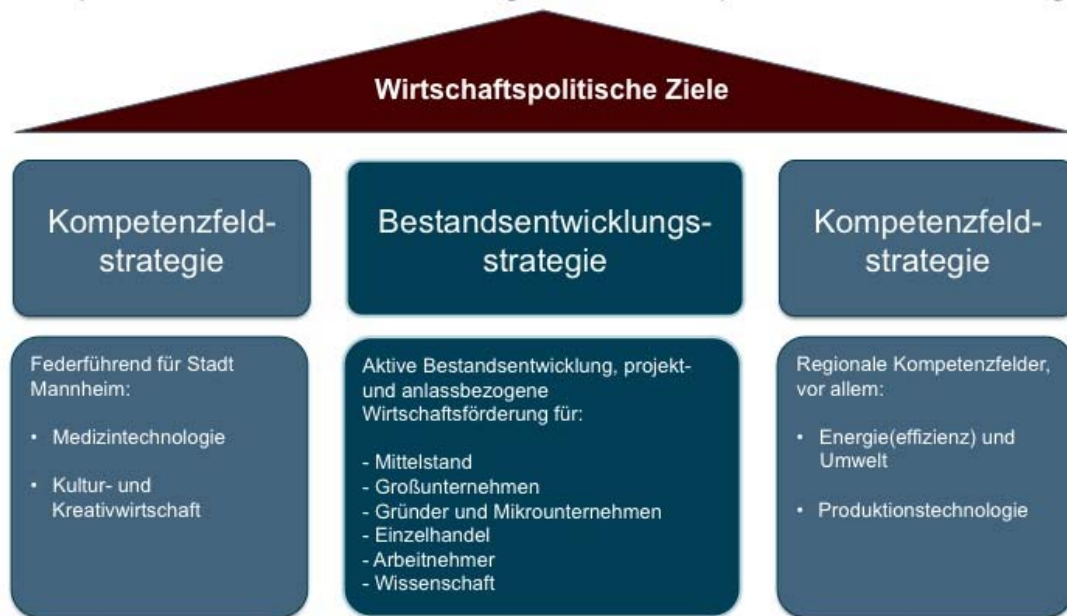 Wirtschaftspolitische Ziele
Kompetenzfeld-
strategie
Bestandsentwicklungs-
strategie
Kompetenzfeld-
strategie
Federführend für Stadt
Mannheim:
• Medizintechnologie
• Kultur- und
Kreativwirtschaft
Aktive Bestandsentwicklung, projekt-
und anlassbezogene
Wirtschaftsförderung für:
- Mittelstand
- Großunternehmen
- Gründer und Mikrounternehmen
- Einzelhandel
- Arbeitnehmer
- Wissenschaft
Regionale Kompetenzfelder,
vor allem:
• Energie(effizienz) und
Umwelt
• Produktionstechnologie